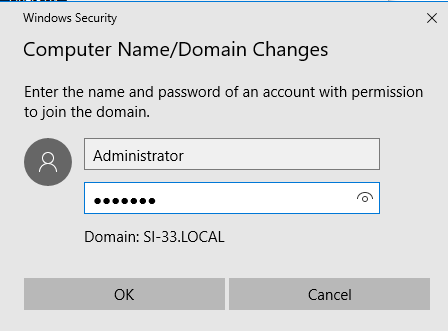 Windows Security
Computer Name/Domain Changes
Enter the name and password of an account with permission
to join the domain.
Administrator
•••••••
Domain: SI-33.LOCAL
OK
Cancel